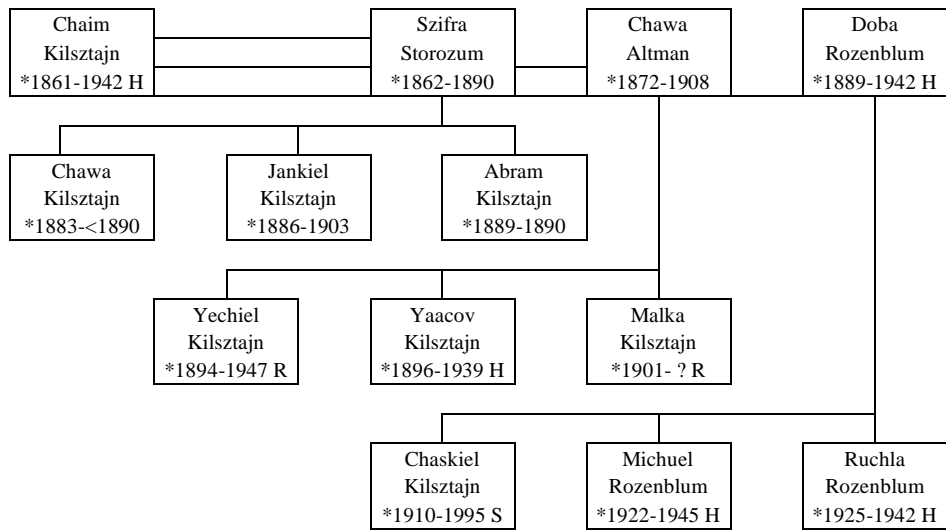 Chaim
Kilsztajn
*1861-1942 H
Szifra
Storozum
*1862-1890
Chawa
Altman
*1872-1908
Doba
Rozenblum
*1889-1942 H
Chawa
Kilsztajn
*1883-<1890
Jankiel
Kilsztajn
*1886-1903
Abram
Kilsztajn
*1889-1890
Yechiel
Kilsztajn
*1894-1947 R
Yaacov
Kilsztajn
*1896-1939 H
Malka
Kilsztajn
*1901- ? R
Chaskiel
Kilsztajn
*1910-1995 S
Michuel
Rozenblum
*1922-1945 H
Ruchla
Rozenblum
*1925-1942 H